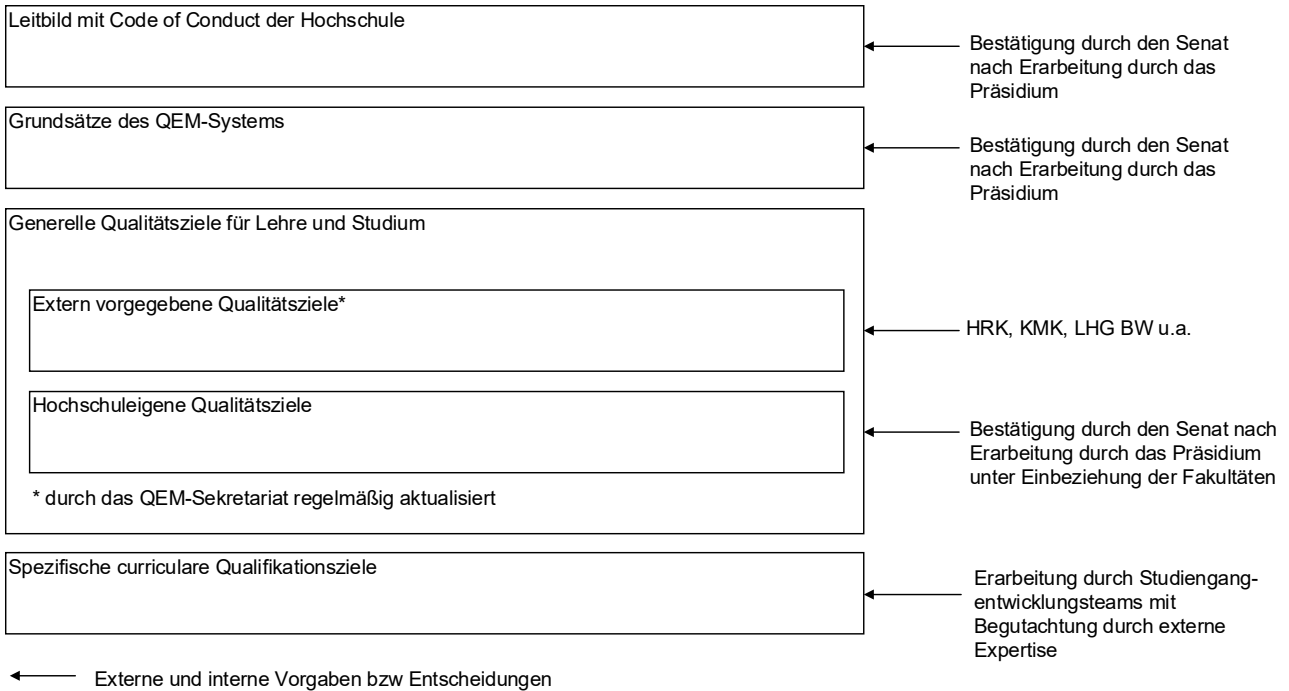 Leitbild mit Code of Conduct der Hochschule
Bestätigung durch den Senat
nach Erarbeitung durch das
Präsidium
Grundsätze des QEM-Systems
Bestätigung durch den Senat
nach Erarbeitung durch das
Präsidium
Generelle Qualitätsziele für Lehre und Studium
Extern vorgegebene Qualitätsziele*
HRK, KMK, LHG BW u.a.
Hochschuleigene Qualitätsziele
Bestätigung durch den Senat nach
Erarbeitung durch das Präsidium
unter Einbeziehung der Fakultäten
* durch das QEM-Sekretariat regelmäßig aktualisiert
Spezifische curriculare Qualifikationsziele
Erarbeitung durch Studiengang-
entwicklungsteams mit
Begutachtung durch externe
Expertise
Externe und interne Vorgaben bzw Entscheidungen